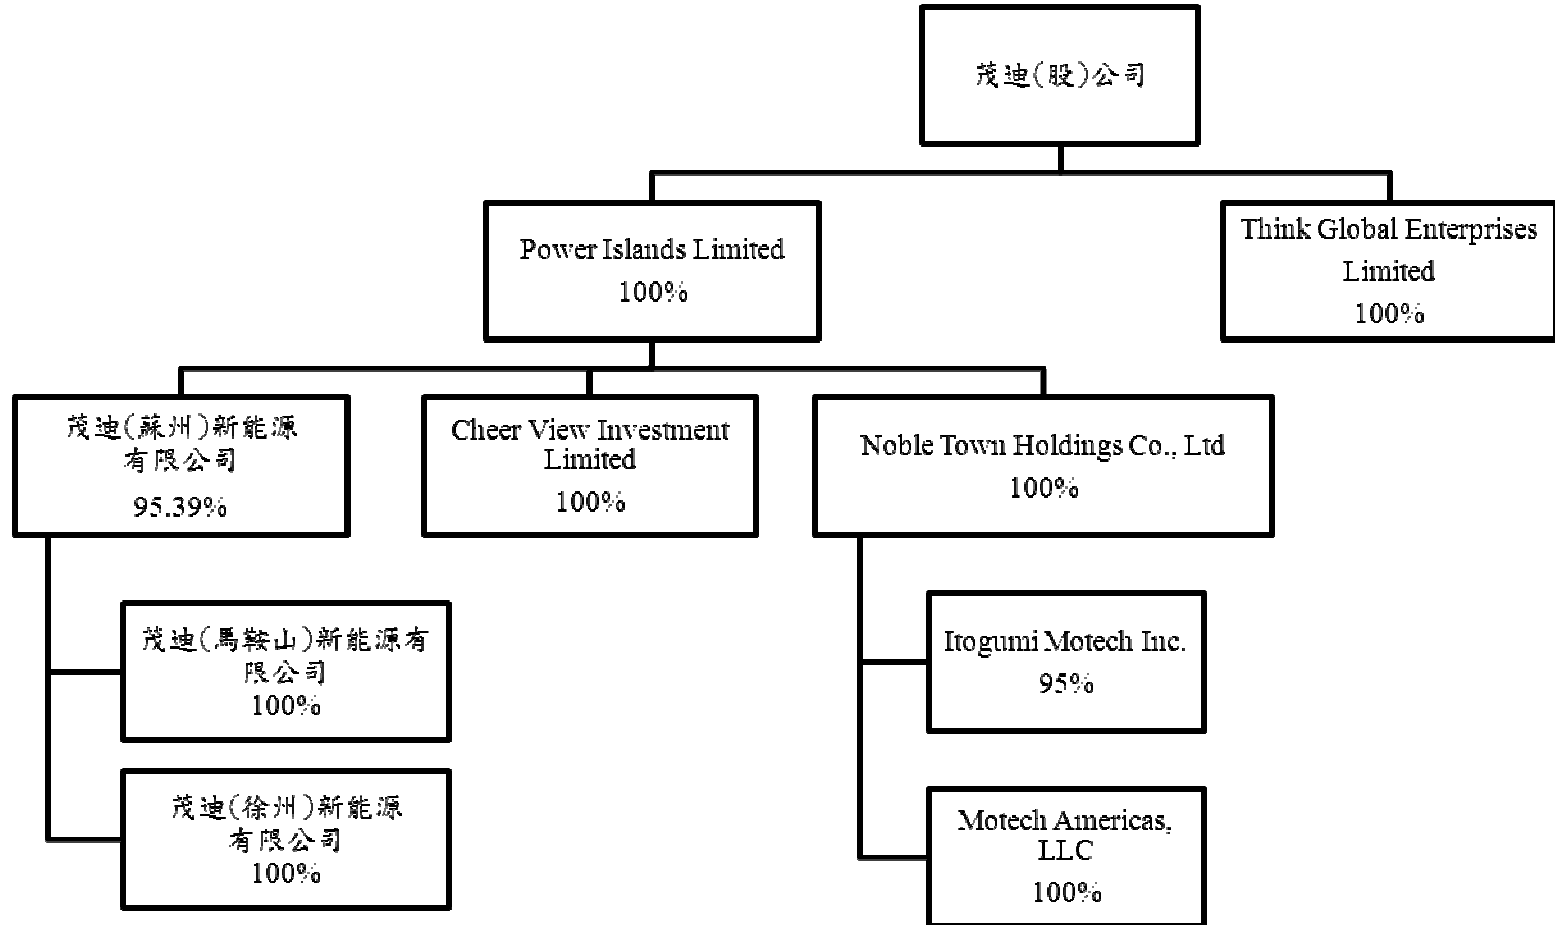 茂迪(股)公司
Power Islands Limited
100%
Think Global Enterprises
Limited
100%
茂迪(蘇州)新能源
有限公司
95.39%
Cheer View Investment
Limited
100%
Noble Town Holdings Co., Ltd
100%
茂迪(馬鞍山)新能源有
限公司
100%
Itogumi Motech Inc.
95%
茂迪(徐州)新能源
有限公司
100%
Motech Americas,
LLC
100%